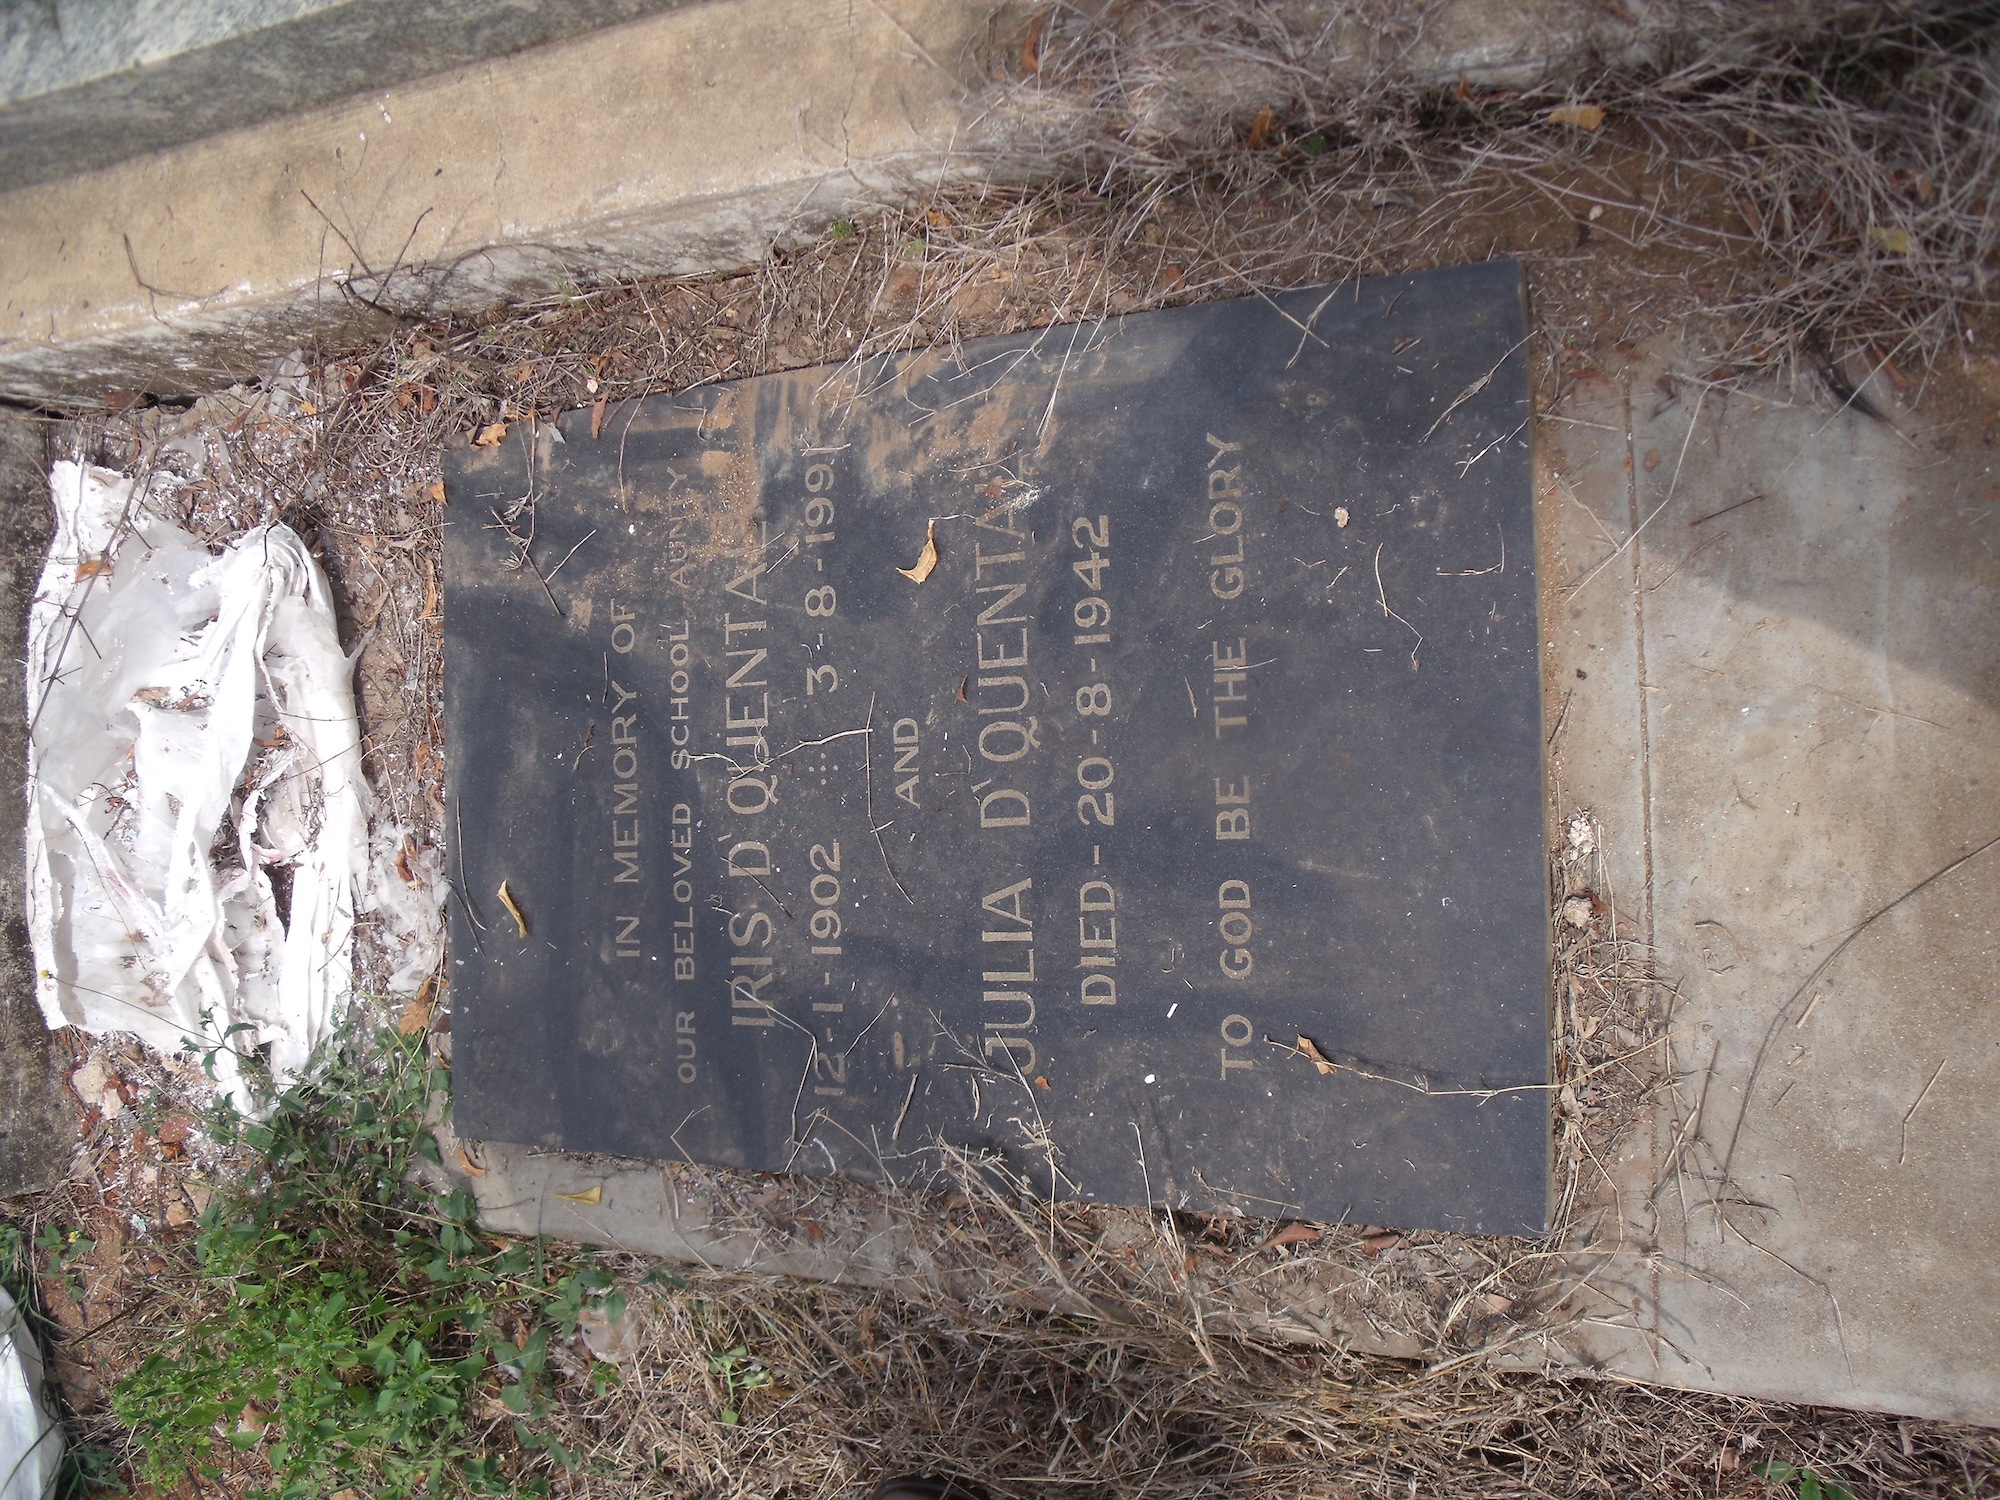 IN MEMORY OF
OUR BELOVED SCHOOL AUNTY
IRIS D'QUENTAL
12-1-1902 ::: 3-8-1991
AND
JULIA D'QUENTAL
DIED-20-8-1942
TO GOD BE THE GLORY